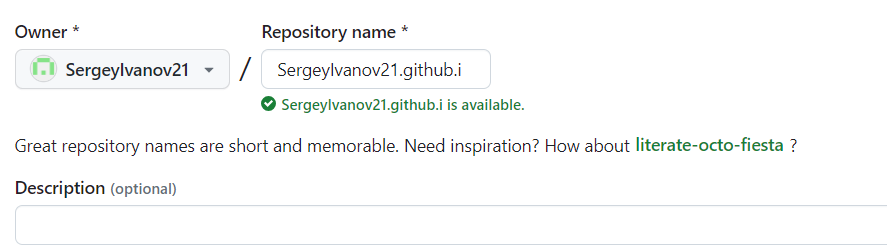 Owner * Repository name *
SergeyIvanov21 / SergeyIvanov21.github.i
SergeyIvanov21.github.i is available.
Great repository names are short and memorable. Need inspiration? How about literate-octo-fiesta ?
Description (optional)